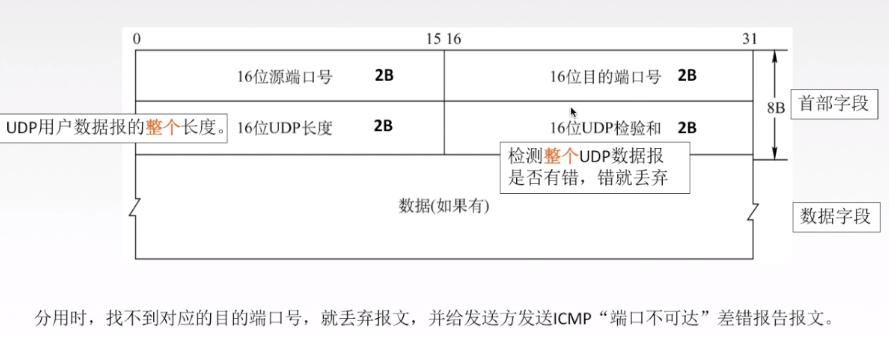 0 15 16 31
16位源端口号 2B 16位目的端口号 2B
8B 首部字段
UDP用户数据报的整个长度。 16位UDP长度 2B 16位UDP检验和 2B
检测整个UDP数据报
是否有错，错就丢弃
数据(如果有)
数据字段
分用时，找不到对应的目的端口号，就丢弃报文，并给发送方发送ICMP“端口不可达”差错报告报文。